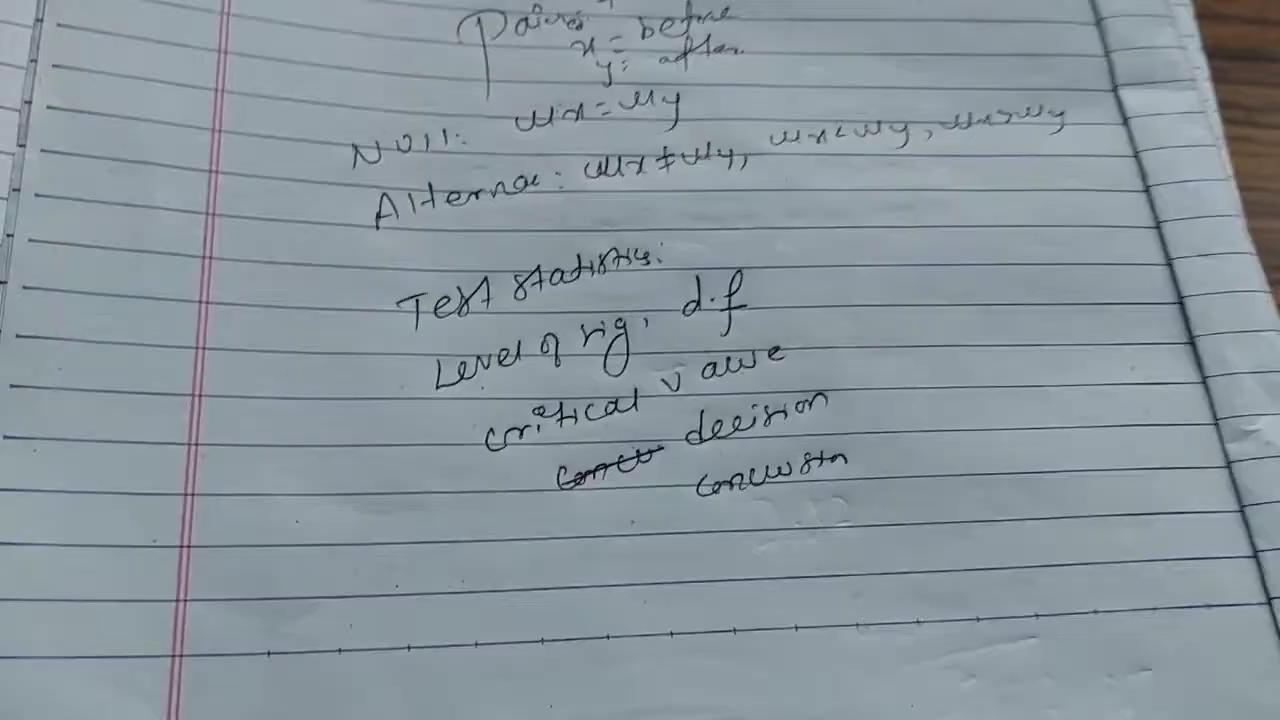 Paired t
x = before
y: after
Null: μx = μy
Alternae: μx ≠ μy, μx < μy, μx > μy
Test statistics:
Level of sig, d.f
critical value
decision
conclusion